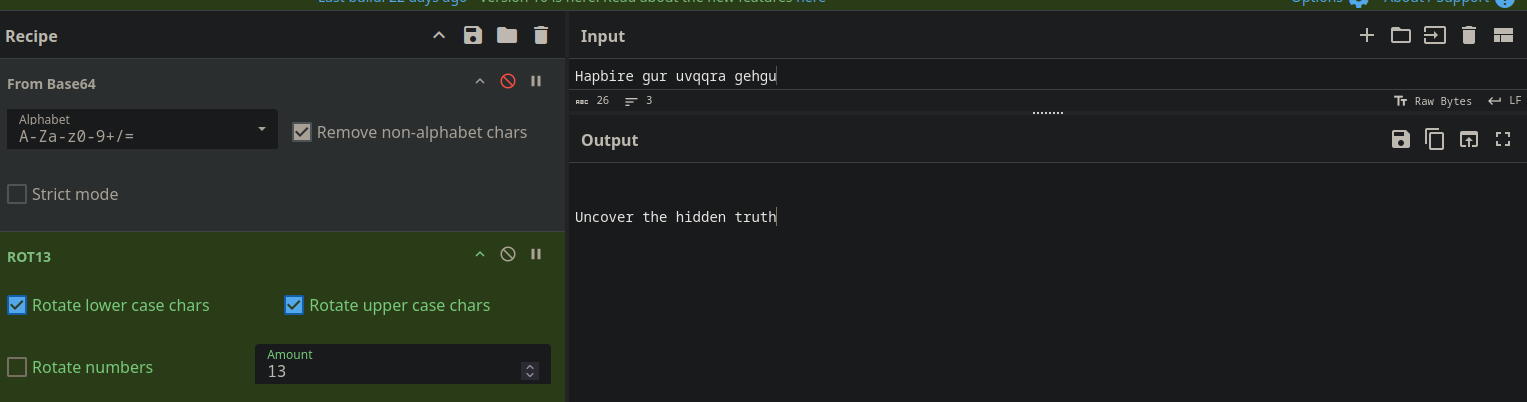 Last build: 22 days ago - Version 10 is here! Read about the new features here
Options
About / Support
Recipe
Input
From Base64
Hapbire gur uvqqra gehgu
ABC 26 3
Raw Bytes LF
Alphabet
A-Za-z0-9+/=
Remove non-alphabet chars
Output
Strict mode
Uncover the hidden truth
ROT13
Rotate lower case chars
Rotate upper case chars
Rotate numbers
Amount
13